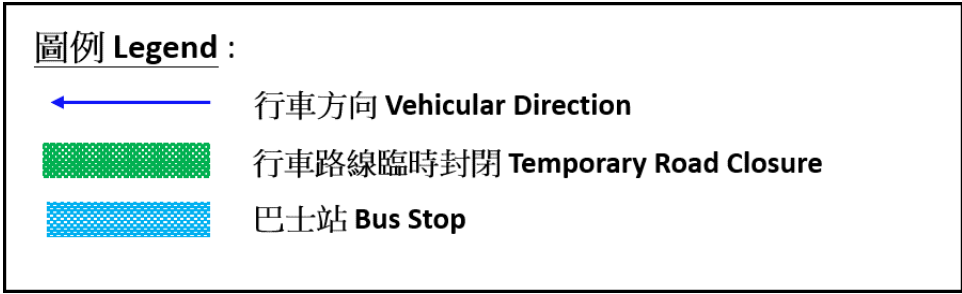 圖例 Legend :
行車方向 Vehicular Direction
行車路線臨時封閉 Temporary Road Closure
巴士站 Bus Stop